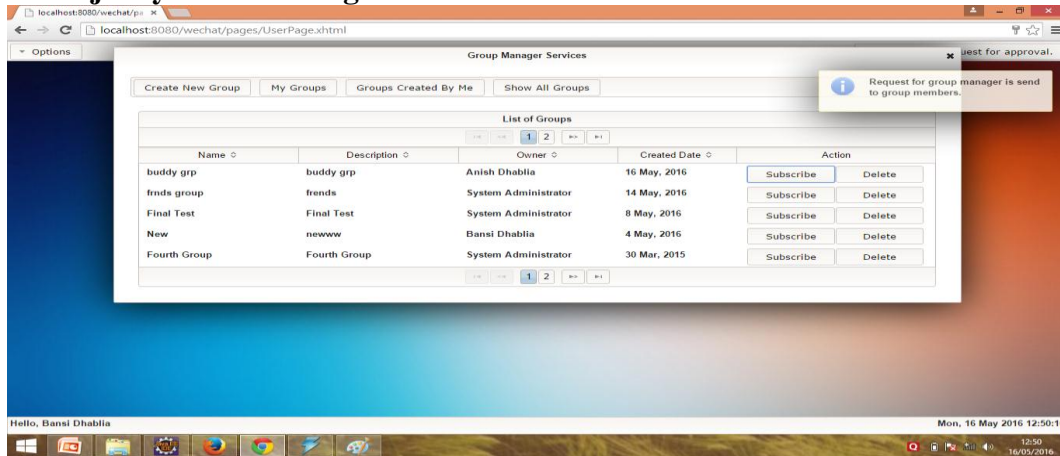 localhost:8080/wechat/pa
localhost:8080/wechat/pages/UserPage.xhtml
Options
Group Manager Services
uest for approval.
Request for group manager is send
to group members.
Create New Group My Groups Groups Created By Me Show All Groups
List of Groups
1 2
Name Description Owner Created Date Action
buddy grp buddy grp Anish Dhablia 16 May, 2016 Subscribe Delete
frnds group frends System Administrator 14 May, 2016 Subscribe Delete
Final Test Final Test System Administrator 8 May, 2016 Subscribe Delete
New newww Bansi Dhablia 4 May, 2016 Subscribe Delete
Fourth Group Fourth Group System Administrator 30 Mar, 2015 Subscribe Delete
1 2
Hello, Bansi Dhablia
Mon, 16 May 2016 12:50:1
12:50
16/05/2016